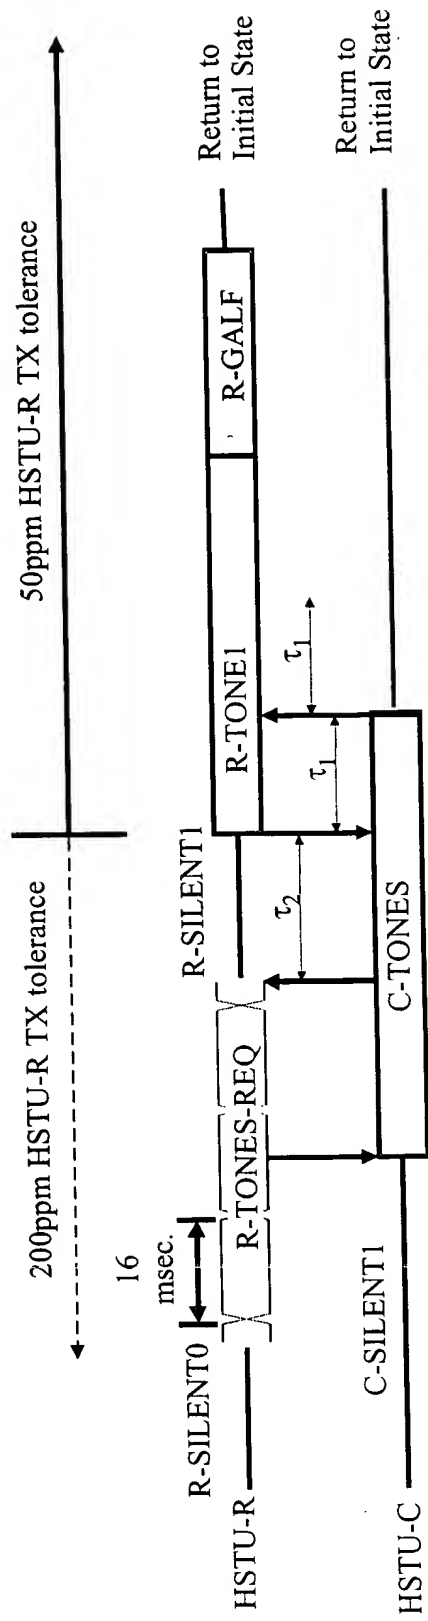 200ppm HSTU-R TX tolerance
50ppm HSTU-R TX tolerance
16
msec.
R-SILENT0
R-SILENT1
HSTU-R
R-TONES-REQ
R-TONE1
R-GALF
Return to
Initial State
τ2
τ1
τ1
HSTU-C
C-SILENT1
C-TONES
Return to
Initial State